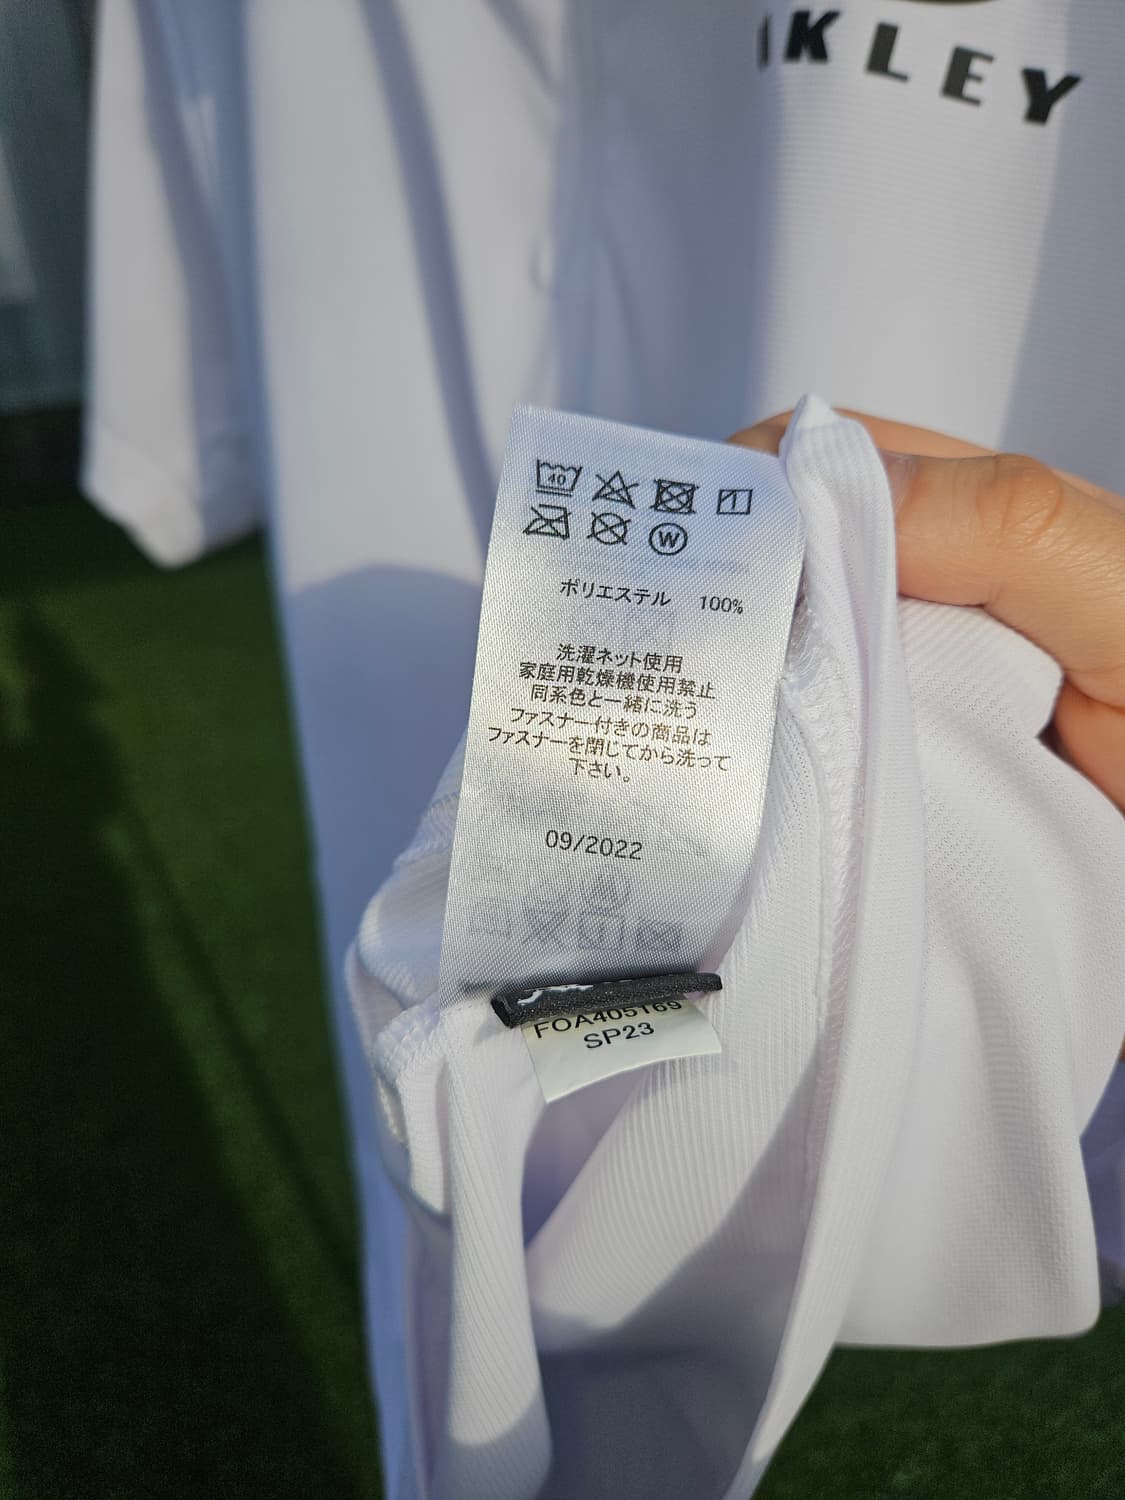 KLEY
40
W
ポリエステル 100%
洗濯ネット使用
家庭用乾燥機使用禁止
同系色と一緒に洗う
ファスナー付きの商品は
ファスナーを閉じてから洗って
下さい。
09/2022
FOA405169
SP23